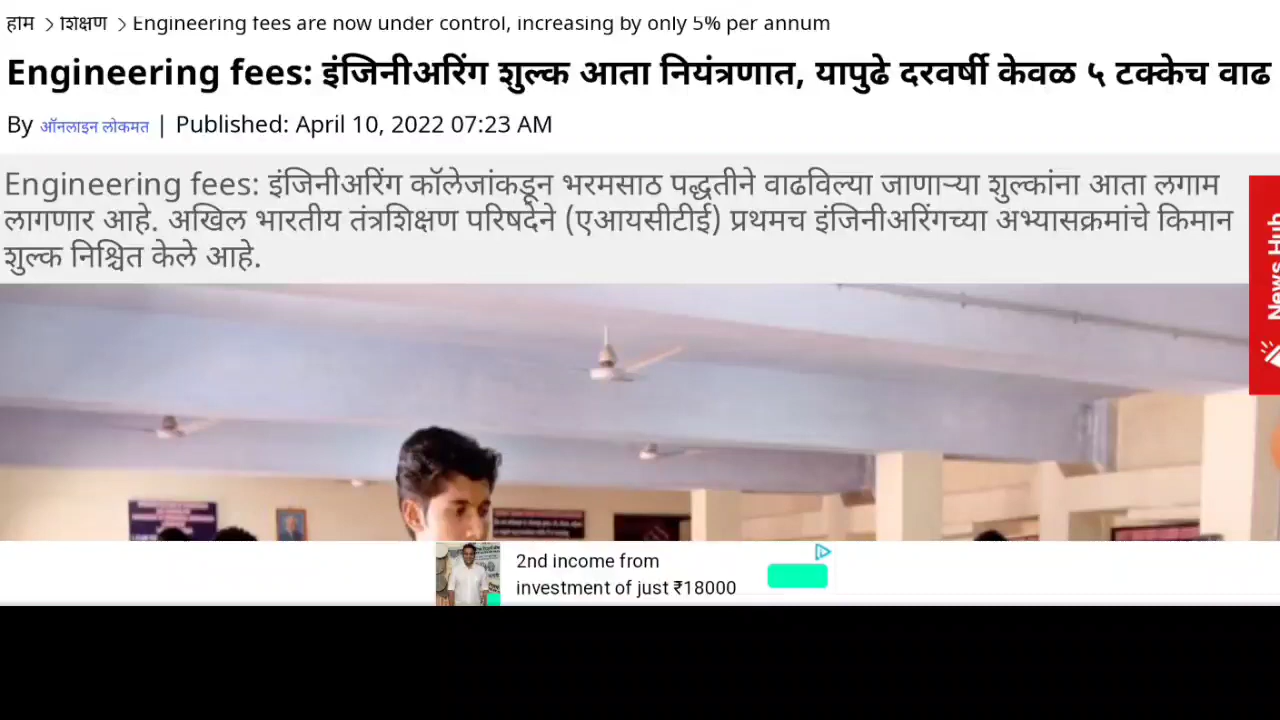 होम > शिक्षण > Engineering fees are now under control, increasing by only 5% per annum
Engineering fees: इंजिनीअरिंग शुल्क आता नियंत्रणात, यापुढे दरवर्षी केवळ ५ टक्केच वाढ
By ऑनलाइन लोकमत | Published: April 10, 2022 07:23 AM
Engineering fees: इंजिनीअरिंग कॉलेजांकडून भरमसाठ पद्धतीने वाढविल्या जाणाऱ्या शुल्कांना आता लगाम
लागणार आहे. अखिल भारतीय तंत्रशिक्षण परिषदेने (एआयसीटीई) प्रथमच इंजिनीअरिंगच्या अभ्यासक्रमांचे किमान
शुल्क निश्चित केले आहे.
News Hub
2nd income from
investment of just ₹18000